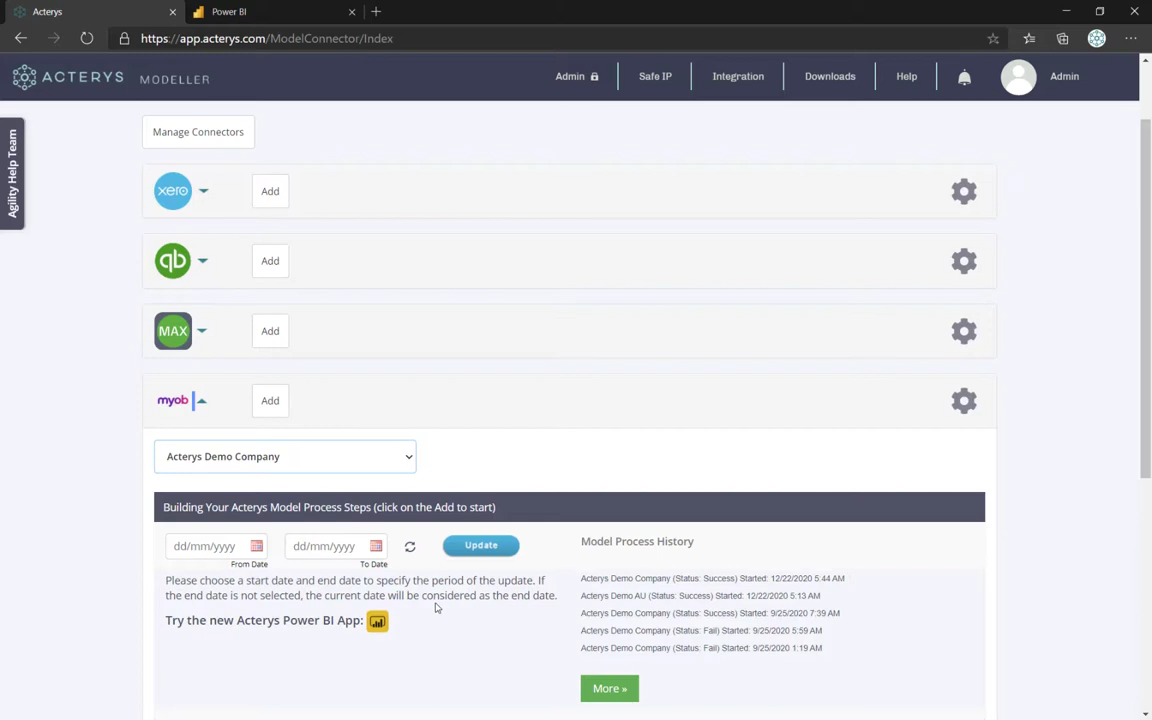 Acterys
Power BI
https://app.acterys.com/ModelConnector/Index
ACTERYS MODELLER
Admin
Safe IP
Integration
Downloads
Help
Admin
Agility Help Team
Manage Connectors
xero
Add
qb
Add
MAX
Add
myob
Add
Acterys Demo Company
Building Your Acterys Model Process Steps (click on the Add to start)
dd/mm/yyyy
From Date
dd/mm/yyyy
To Date
Update
Please choose a start date and end date to specify the period of the update. If
the end date is not selected, the current date will be considered as the end date.
Try the new Acterys Power BI App:
Model Process History
Acterys Demo Company (Status: Success) Started: 12/22/2020 5:44 AM
Acterys Demo AU (Status: Success) Started: 12/22/2020 5:13 AM
Acterys Demo Company (Status: Success) Started: 9/25/2020 7:39 AM
Acterys Demo Company (Status: Fail) Started: 9/25/2020 5:59 AM
Acterys Demo Company (Status: Fail) Started: 9/25/2020 1:19 AM
More »